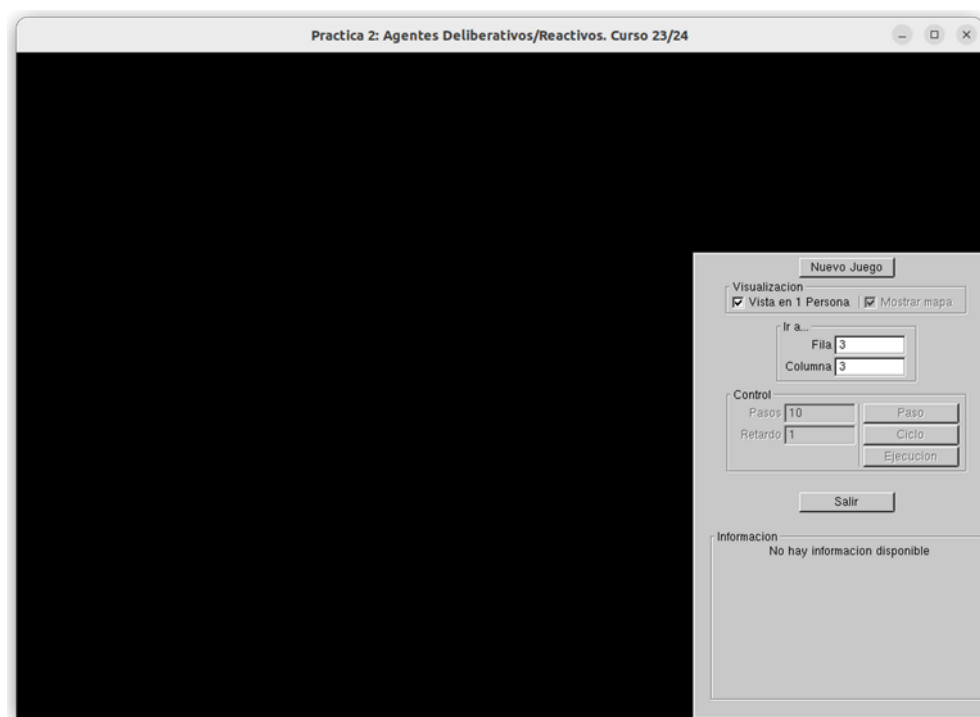 Practica 2: Agentes Deliberativos/Reactivos. Curso 23/24
Nuevo Juego
Visualizacion
Vista en 1 Persona Mostrar mapa
Ir a...
Fila 3
Columna 3
Control
Pasos 10 Paso
Retardo 1 Ciclo
Ejecucion
Salir
Informacion
No hay informacion disponible